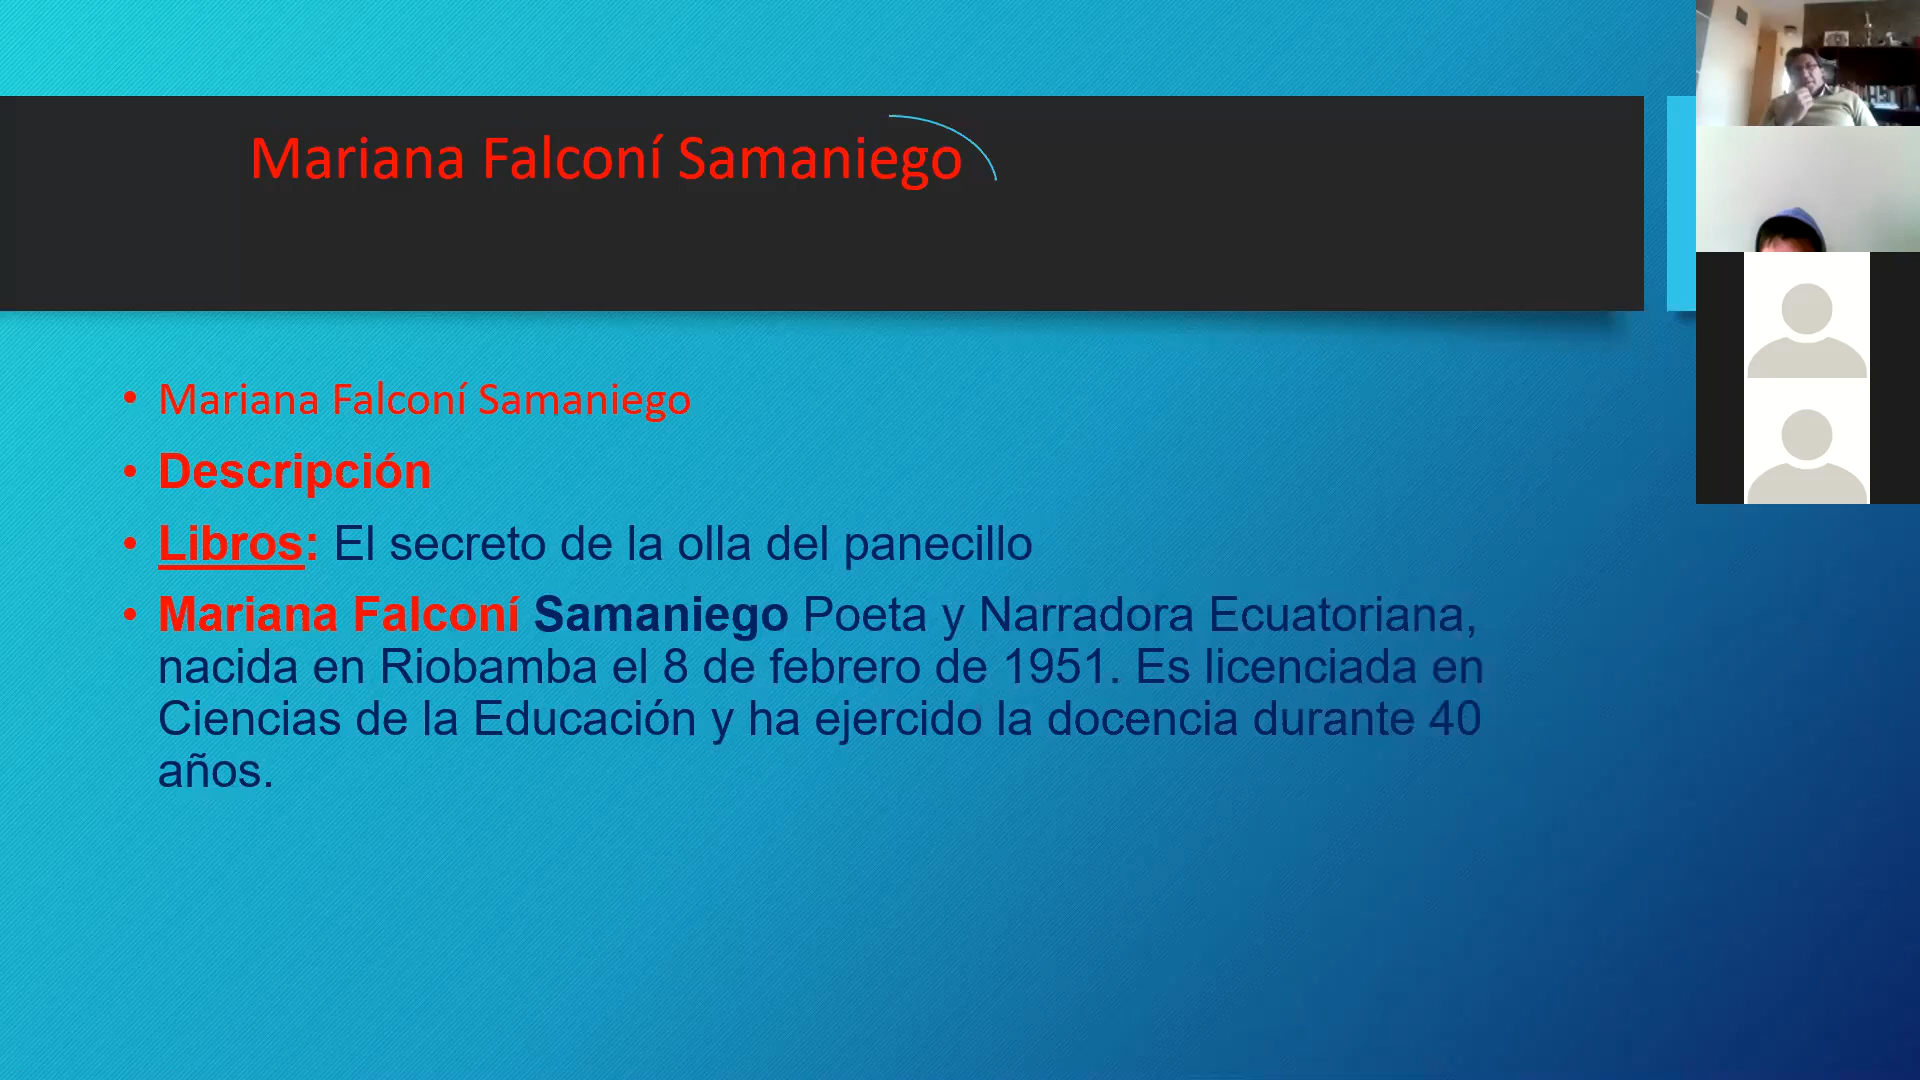 Mariana Falconí Samaniego
• Mariana Falconí Samaniego
• Descripción
• Libros: El secreto de la olla del panecillo
• Mariana Falconí Samaniego Poeta y Narradora Ecuatoriana,
nacida en Riobamba el 8 de febrero de 1951. Es licenciada en
Ciencias de la Educación y ha ejercido la docencia durante 40
años.